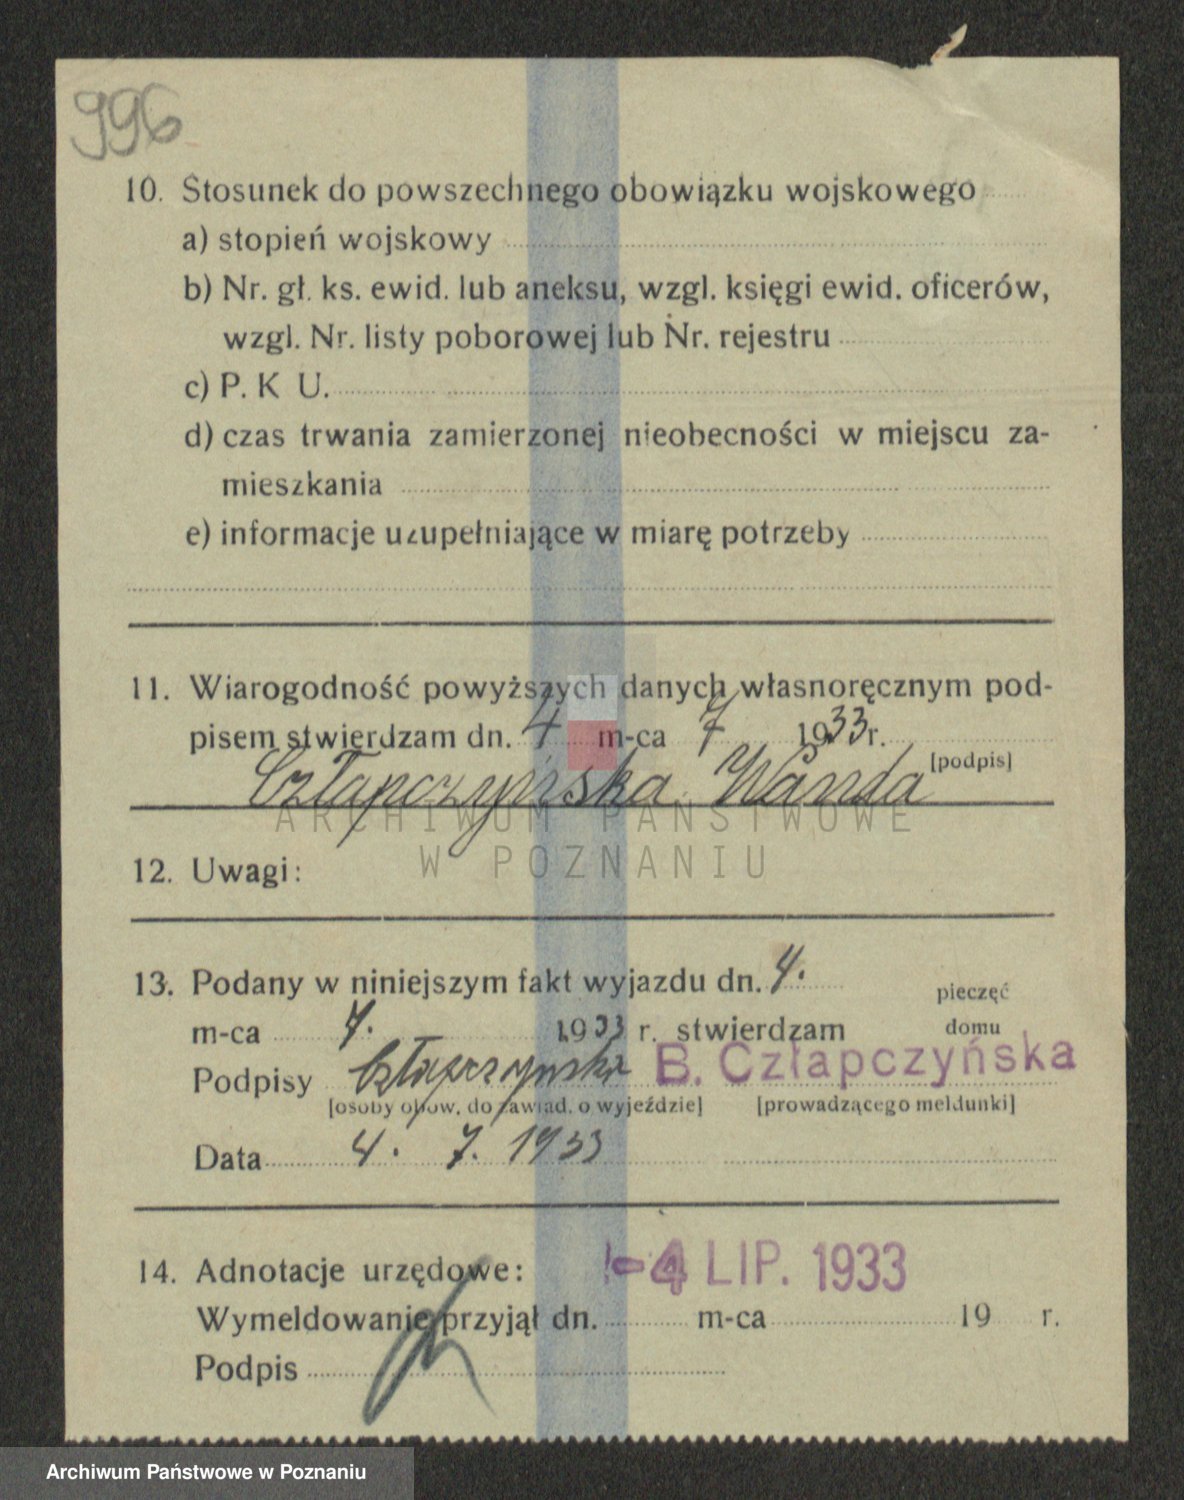 996
10. Stosunek do powszechnego obowiązku wojskowego
a) stopień wojskowy
b) Nr. gł. ks. ewid. lub aneksu, wzgl. księgi ewid. oficerów,
wzgl. Nr. listy poborowej lub Nr. rejestru
c) P. K U.
d) czas trwania zamierzonej nieobecności w miejscu za-
mieszkania
e) informacje uzupełniające w miarę potrzeby
11. Wiarogodność powyższych danych własnoręcznym pod-
pisem stwierdzam dn. 4 m-ca 7 1933 r.
[podpis]
Człapczyńska Wanda
ARCHIWUM PAŃSTWOWE
W POZNANIU
12. Uwagi:
13. Podany w niniejszym fakt wyjazdu dn. 4.
pieczęć
m-ca 7. 1933 r. stwierdzam
domu
Podpisy Człapczyńska B. Człapczyńska
[osoby obow. do zawiad. o wyjeździe] [prowadzącego meldunki]
Data 4. 7. 1933
14. Adnotacje urzędowe: -4 LIP. 1933
Wymeldowanie przyjął dn. m-ca 19 r.
Podpis
Archiwum Państwowe w Poznaniu